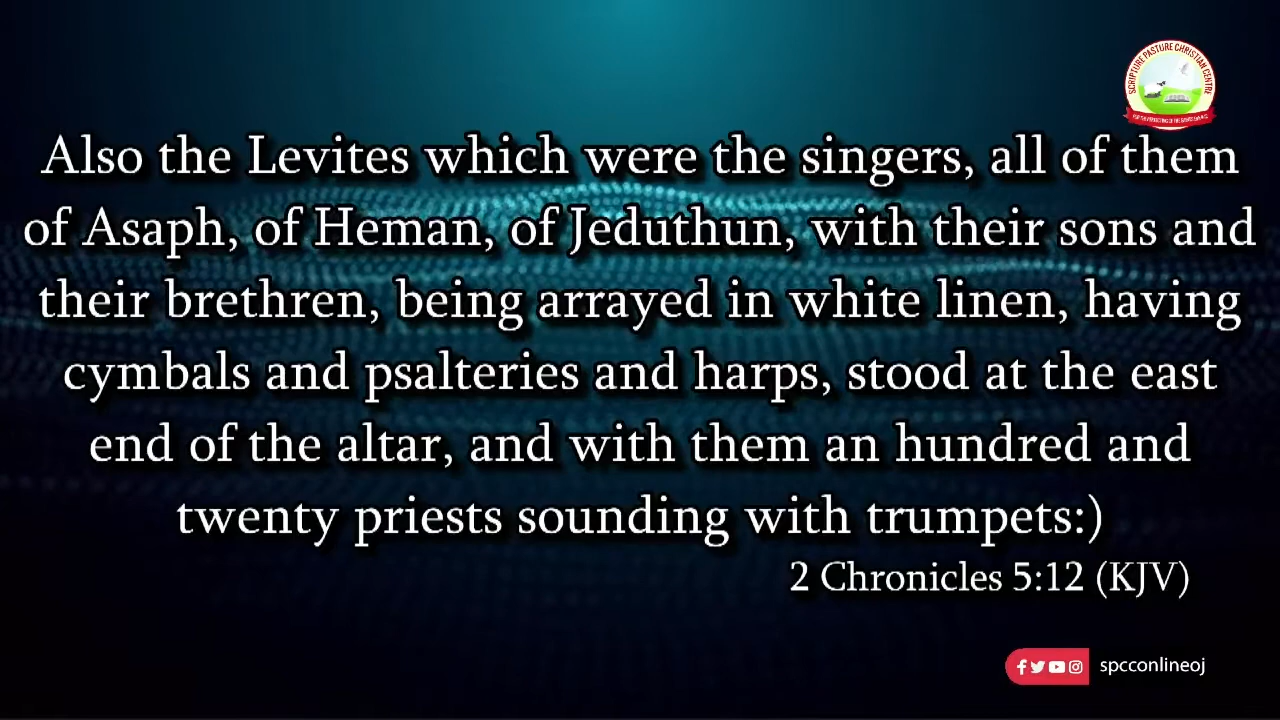 SCRIPTURE PASTURE CHRISTIAN CENTRE
Also the Levites which were the singers, all of them
of Asaph, of Heman, of Jeduthun, with their sons and
their brethren, being arrayed in white linen, having
cymbals and psalteries and harps, stood at the east
end of the altar, and with them an hundred and
twenty priests sounding with trumpets:)
2 Chronicles 5:12 (KJV)
spcconlineoj